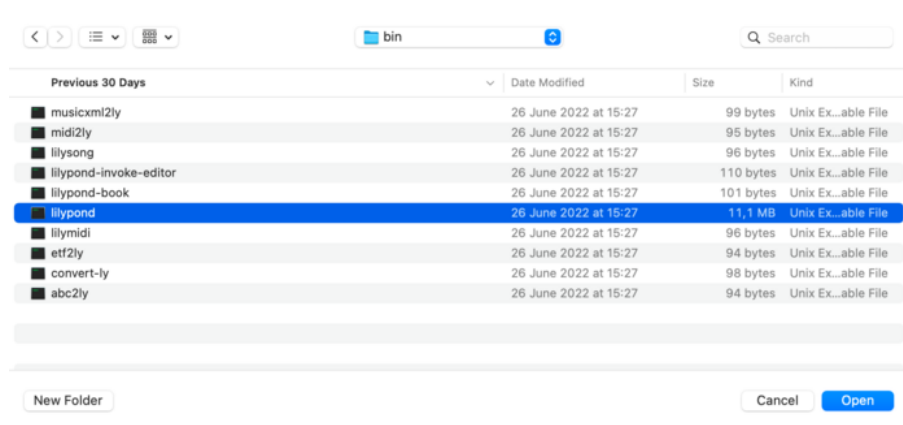 bin
Search
Previous 30 Days Date Modified Size Kind
musicxml2ly 26 June 2022 at 15:27 99 bytes Unix Ex...able File
midi2ly 26 June 2022 at 15:27 95 bytes Unix Ex...able File
lilysong 26 June 2022 at 15:27 96 bytes Unix Ex...able File
lilypond-invoke-editor 26 June 2022 at 15:27 110 bytes Unix Ex...able File
lilypond-book 26 June 2022 at 15:27 101 bytes Unix Ex...able File
lilypond 26 June 2022 at 15:27 11,1 MB Unix Ex...able File
lilymidi 26 June 2022 at 15:27 96 bytes Unix Ex...able File
etf2ly 26 June 2022 at 15:27 94 bytes Unix Ex...able File
convert-ly 26 June 2022 at 15:27 98 bytes Unix Ex...able File
abc2ly 26 June 2022 at 15:27 94 bytes Unix Ex...able File
New Folder Cancel Open